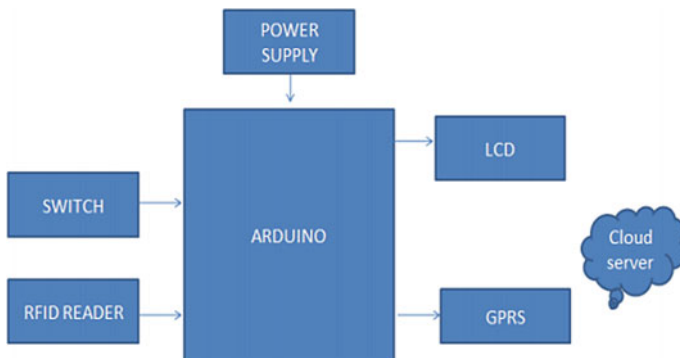 POWER
SUPPLY
LCD
SWITCH
ARDUINO
Cloud
server
RFID READER
GPRS